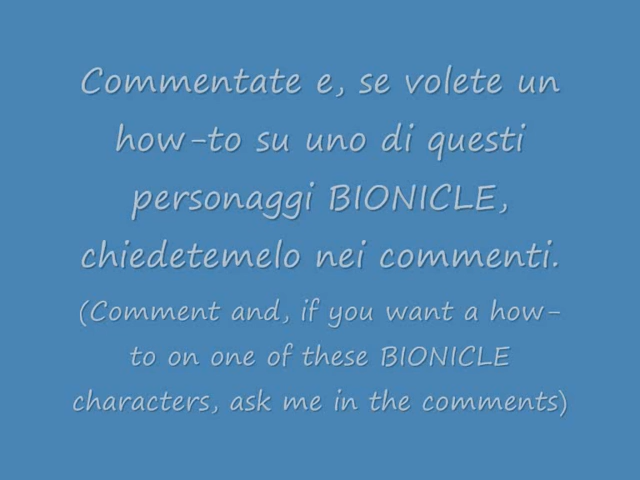 Commentate e, se volete un
how-to su uno di questi
personaggi BIONICLE,
chiedetemelo nei commenti.
(Comment and, if you want a how-
to on one of these BIONICLE
characters, ask me in the comments)